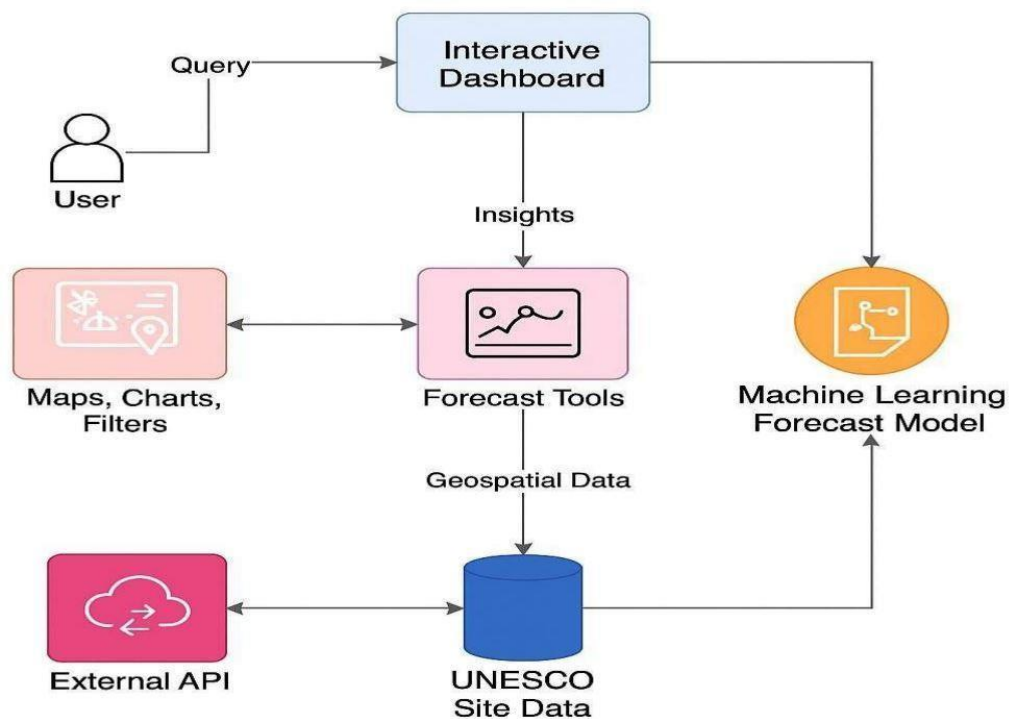 Interactive
Dashboard
Query
User
Insights
Maps, Charts,
Filters
Forecast Tools
Machine Learning
Forecast Model
Geospatial Data
External API
UNESCO
Site Data